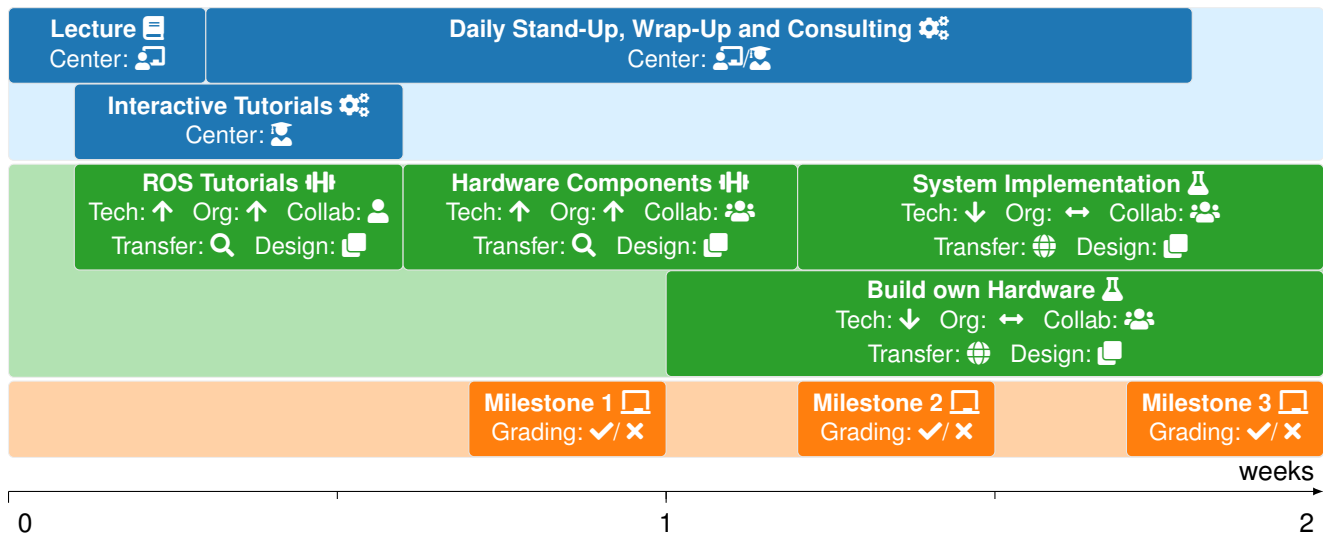 Lecture
Center:
Daily Stand-Up, Wrap-Up and Consulting
Center: /
Interactive Tutorials
Center:
ROS Tutorials
Tech: Org: Collab:
Transfer: Design:
Hardware Components
Tech: Org: Collab:
Transfer: Design:
System Implementation
Tech: Org: Collab:
Transfer: Design:
Build own Hardware
Tech: Org: Collab:
Transfer: Design:
Milestone 1
Grading: /
Milestone 2
Grading: /
Milestone 3
Grading: /
weeks
0 1 2